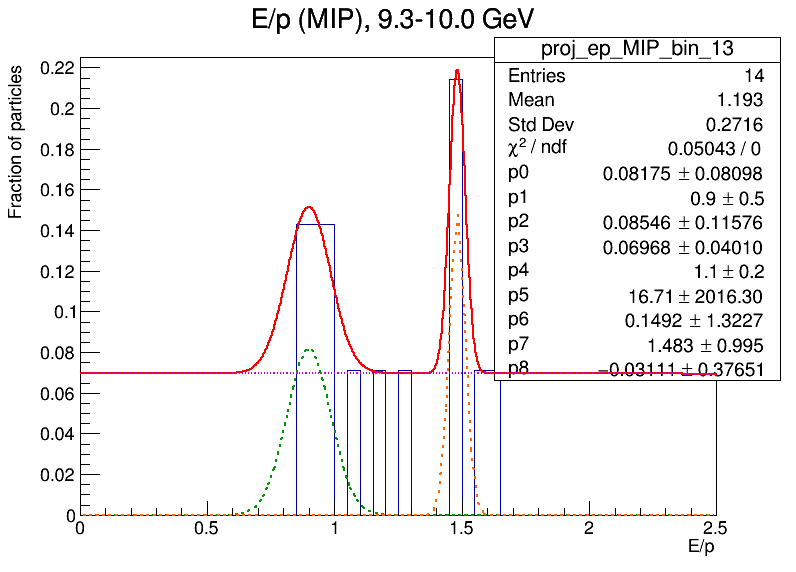 E/p (MIP), 9.3-10.0 GeV
proj_ep_MIP_bin_13
Entries 14
Mean 1.193
Std Dev 0.2716
χ² / ndf 0.05043 / 0
p0 0.08175 ± 0.08098
p1 0.9 ± 0.5
p2 0.08546 ± 0.11576
p3 0.06968 ± 0.04010
p4 1.1 ± 0.2
p5 16.71 ± 2016.30
p6 0.1492 ± 1.3227
p7 1.483 ± 0.995
p8 −0.03111 ± 0.37651
Fraction of particles
0.22
0.2
0.18
0.16
0.14
0.12
0.1
0.08
0.06
0.04
0.02
0
0 0.5 1 1.5 2 2.5
E/p